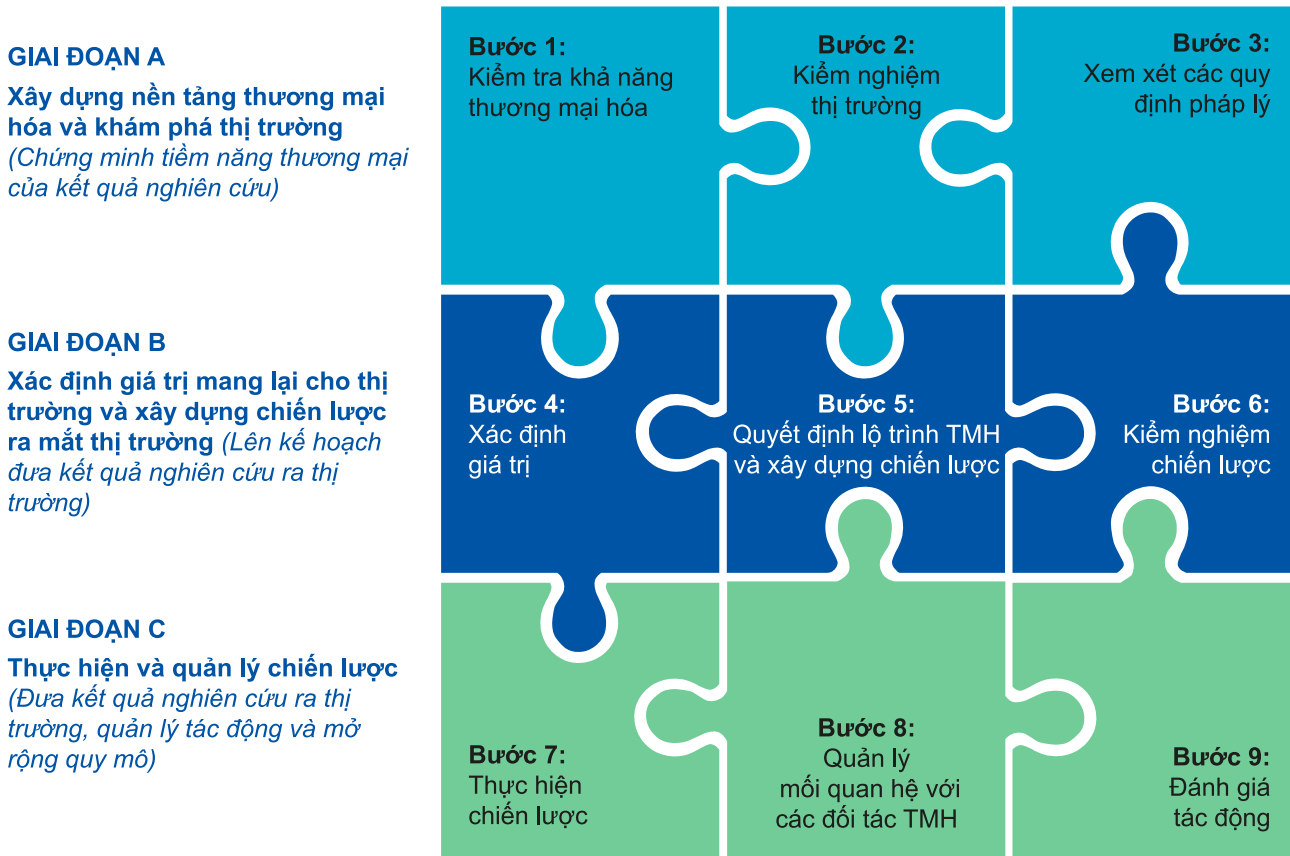 GIAI ĐOẠN A
Xây dựng nền tảng thương mại
hóa và khám phá thị trường
(Chứng minh tiềm năng thương mại
của kết quả nghiên cứu)
Bước 1:
Kiểm tra khả năng
thương mại hóa
Bước 2:
Kiểm nghiệm
thị trường
Bước 3:
Xem xét các quy
định pháp lý
GIAI ĐOẠN B
Xác định giá trị mang lại cho thị
trường và xây dựng chiến lược
ra mắt thị trường (Lên kế hoạch
đưa kết quả nghiên cứu ra thị
trường)
Bước 4:
Xác định
giá trị
Bước 5:
Quyết định lộ trình TMH
và xây dựng chiến lược
Bước 6:
Kiểm nghiệm
chiến lược
GIAI ĐOẠN C
Thực hiện và quản lý chiến lược
(Đưa kết quả nghiên cứu ra thị
trường, quản lý tác động và mở
rộng quy mô)
Bước 7:
Thực hiện
chiến lược
Bước 8:
Quản lý
mối quan hệ với
các đối tác TMH
Bước 9:
Đánh giá
tác động